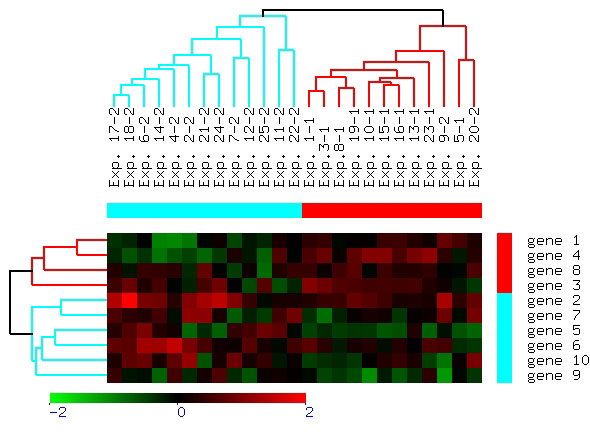 Exp. 17-2
Exp. 18-2
Exp. 6-2
Exp. 14-2
Exp. 4-2
Exp. 2-2
Exp. 21-2
Exp. 24-2
Exp. 7-2
Exp. 12-2
Exp. 25-2
Exp. 11-2
Exp. 22-2
Exp. 1-1
Exp. 3-1
Exp. 8-1
Exp. 19-1
Exp. 10-1
Exp. 15-1
Exp. 16-1
Exp. 13-1
Exp. 23-1
Exp. 9-2
Exp. 5-1
Exp. 20-2
gene 1
gene 4
gene 8
gene 3
gene 2
gene 7
gene 5
gene 6
gene 10
gene 9
-2 0 2